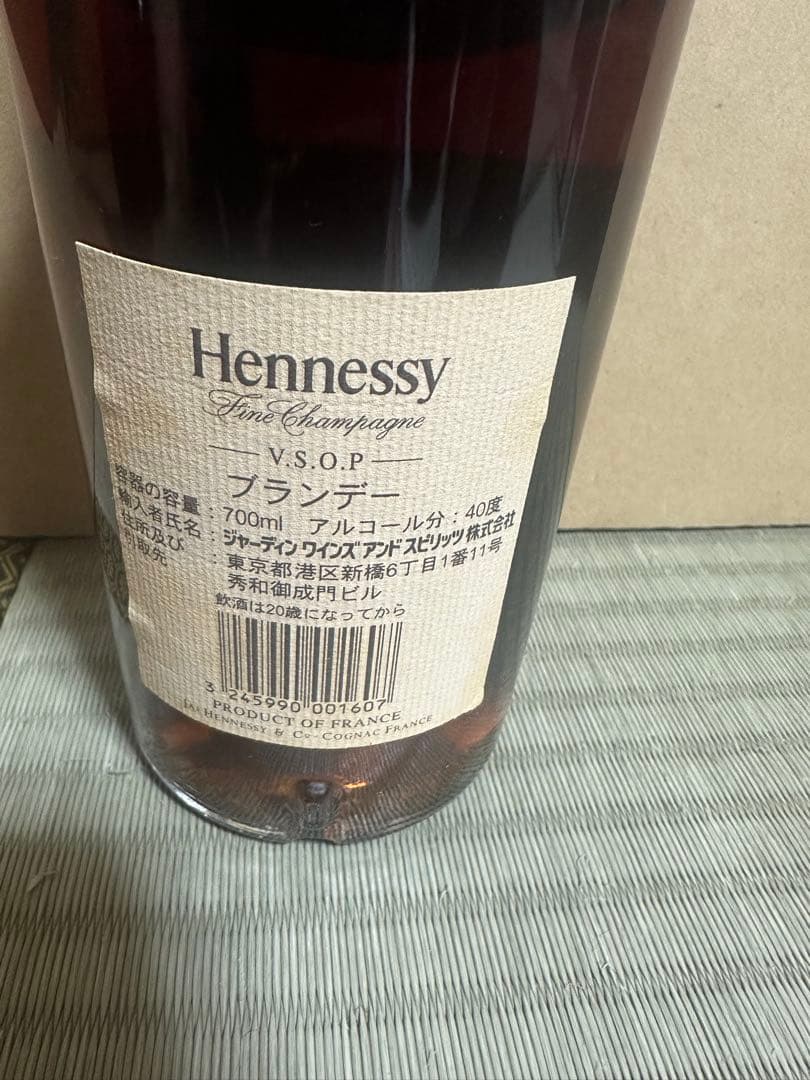 Hennessy
Fine Champagne
V.S.O.P
ブランデー
容器の容量：700ml アルコール分：40度
輸入者氏名：ジャーディン ワインズ アンド スピリッツ 株式会社
住所及び：東京都港区新橋6丁目1番11号
引取先 秀和御成門ビル
飲酒は20歳になってから
3 245990 001607
PRODUCT OF FRANCE
JAS HENNESSY & Co - COGNAC FRANCE